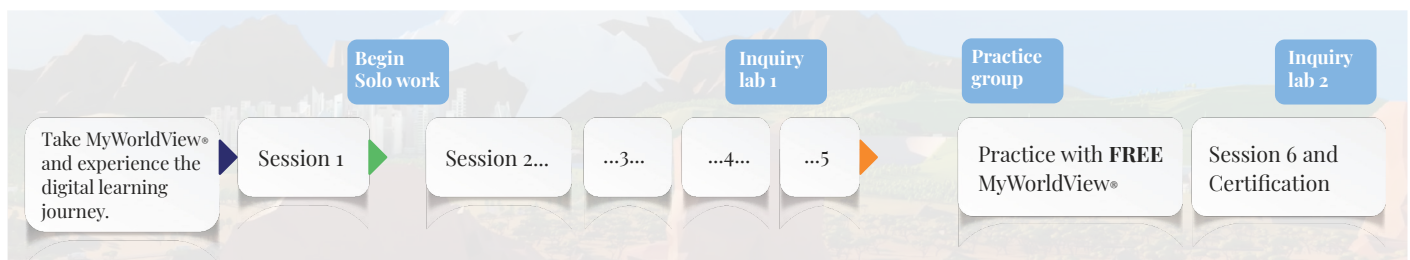 Begin
Solo work
Inquiry
lab 1
Practice
group
Inquiry
lab 2
Take MyWorldView®
and experience the
digital learning
journey.
Session 1
Session 2...
...3...
...4...
...5
Practice with FREE
MyWorldView®
Session 6 and
Certification